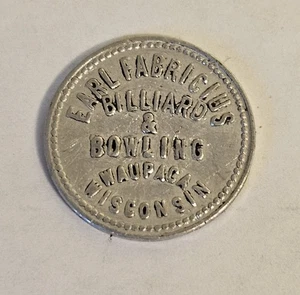 EARL FABRICIUS
BILLIARD
&
BOWLING
WAUPACA,
WISCONSIN